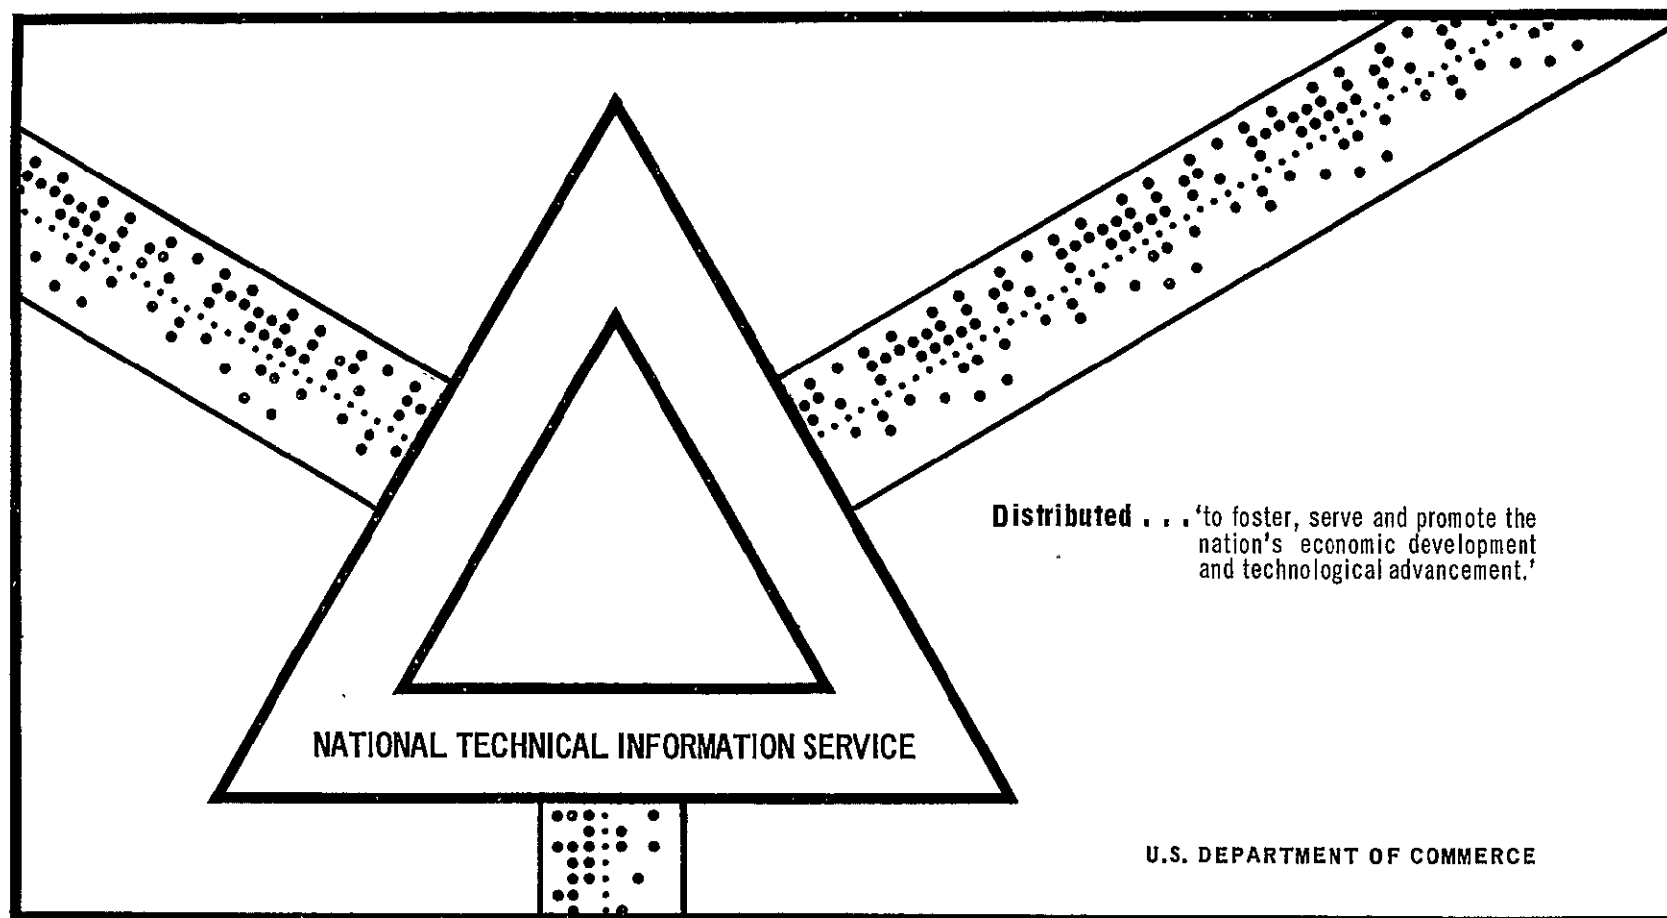 Distributed . . . 'to foster, serve and promote the
nation's economic development
and technological advancement.'
NATIONAL TECHNICAL INFORMATION SERVICE
U.S. DEPARTMENT OF COMMERCE